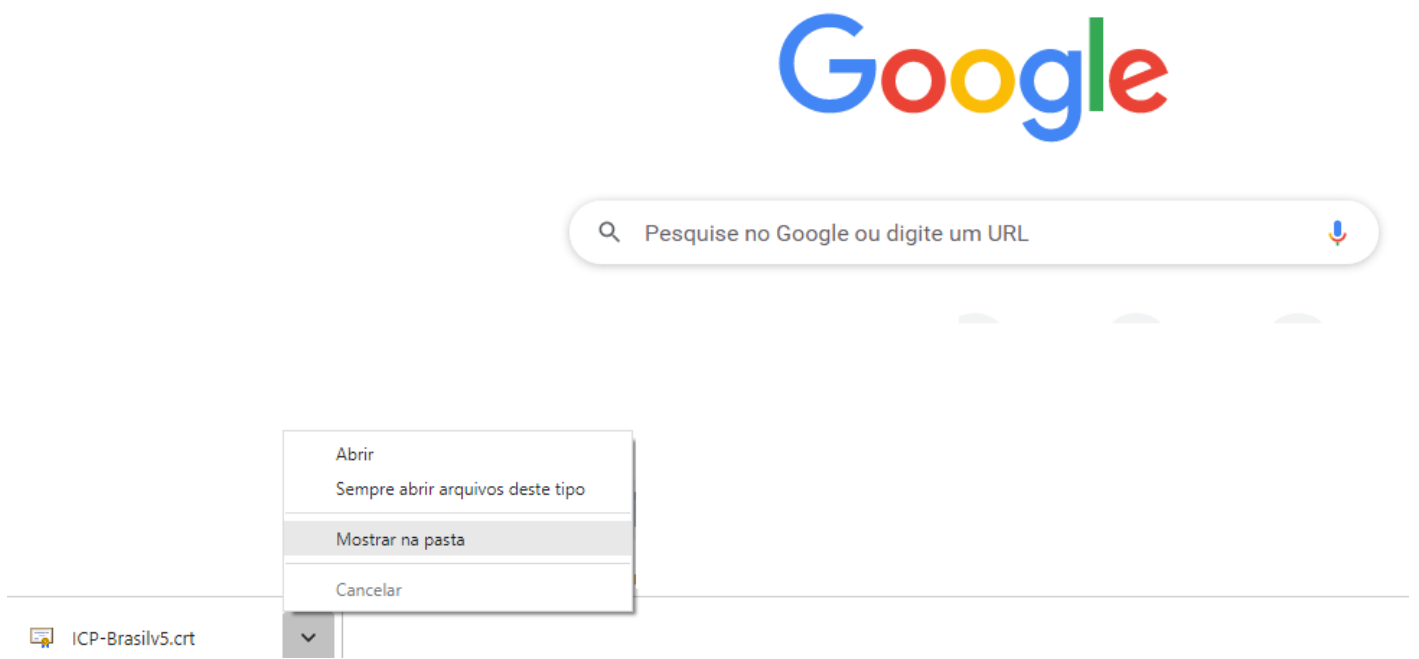 Google
Pesquise no Google ou digite um URL
Abrir
Sempre abrir arquivos deste tipo
Mostrar na pasta
Cancelar
ICP-Brasilv5.crt